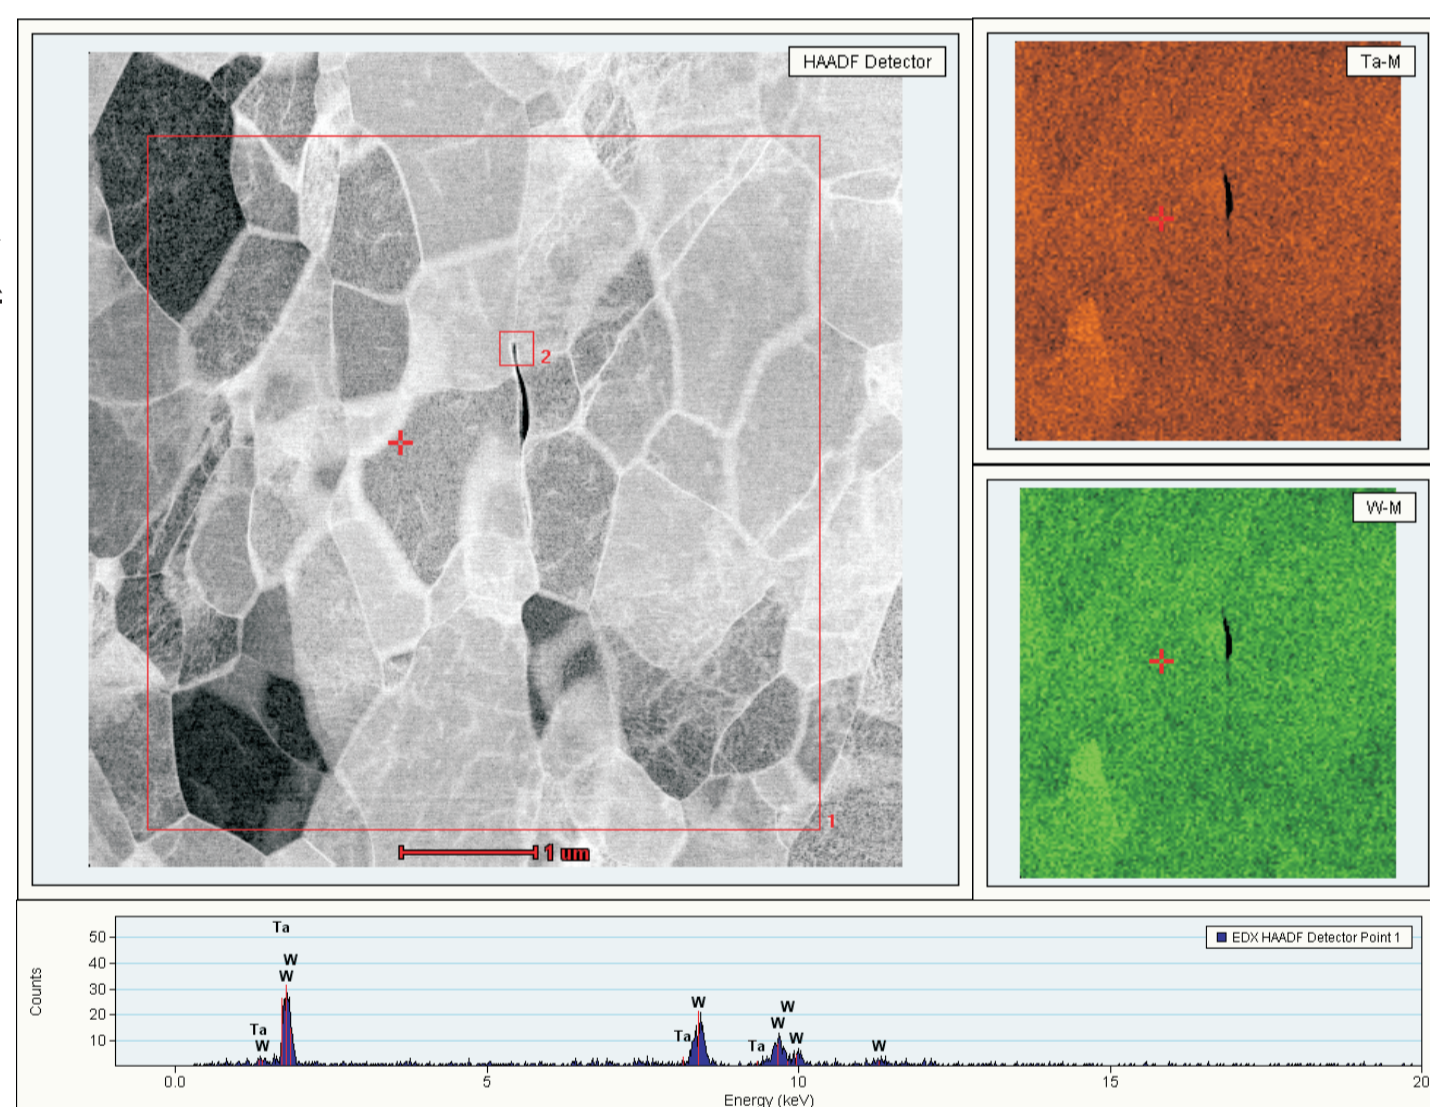 HAADF Detector
Ta-M
2
W-M
1
1 um
EDX HAADF Detector Point 1
Counts
50
40
30
20
10
Ta
W
W
Ta
W
W
Ta
W
W
Ta
W
W
0.0
5
10
15
20
Energy (keV)